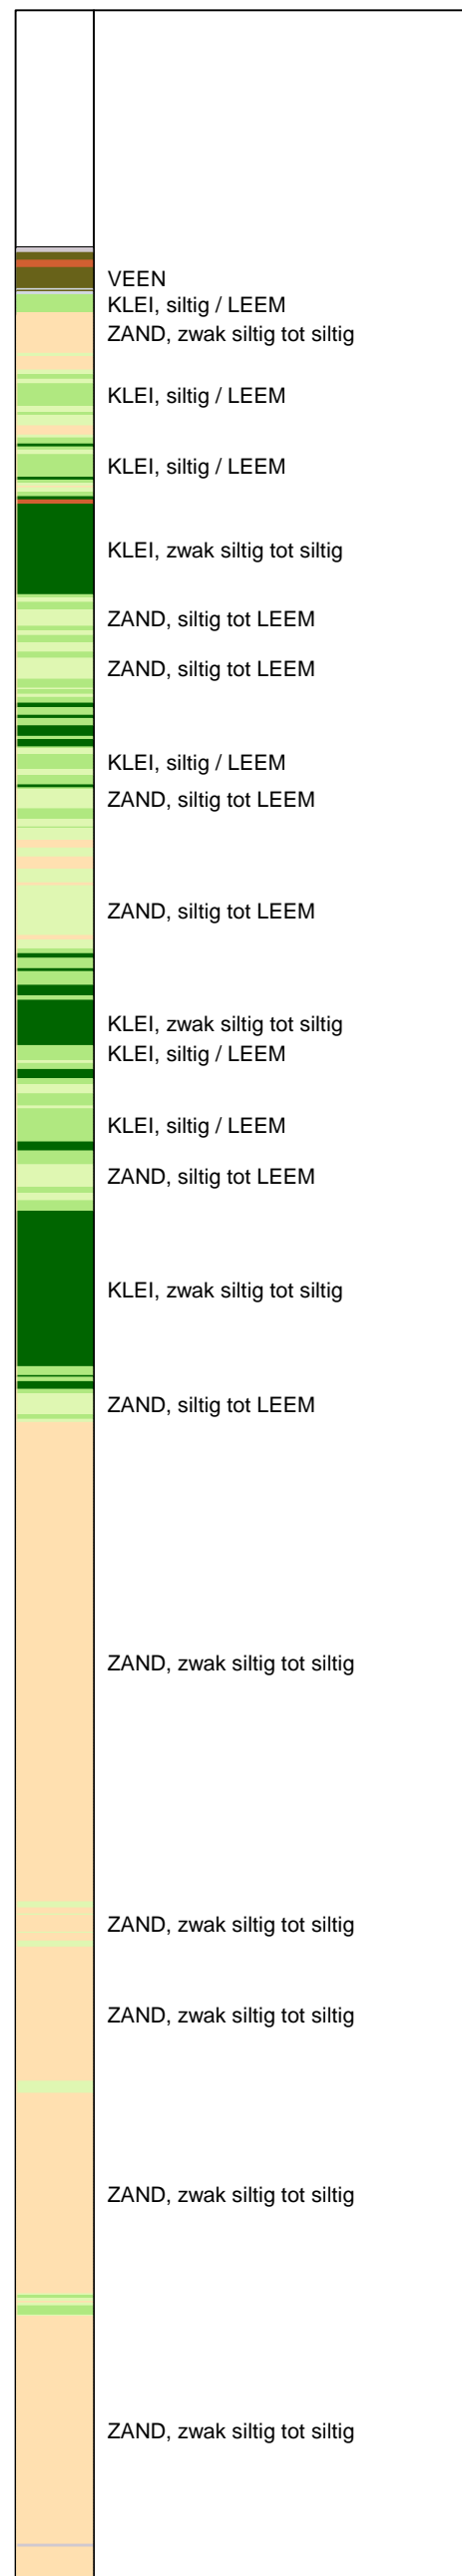 VEEN
KLEI, siltig / LEEM
ZAND, zwak siltig tot siltig
KLEI, siltig / LEEM
KLEI, siltig / LEEM
KLEI, zwak siltig tot siltig
ZAND, siltig tot LEEM
ZAND, siltig tot LEEM
KLEI, siltig / LEEM
ZAND, siltig tot LEEM
ZAND, siltig tot LEEM
KLEI, zwak siltig tot siltig
KLEI, siltig / LEEM
KLEI, siltig / LEEM
ZAND, siltig tot LEEM
KLEI, zwak siltig tot siltig
ZAND, siltig tot LEEM
ZAND, zwak siltig tot siltig
ZAND, zwak siltig tot siltig
ZAND, zwak siltig tot siltig
ZAND, zwak siltig tot siltig
ZAND, zwak siltig tot siltig